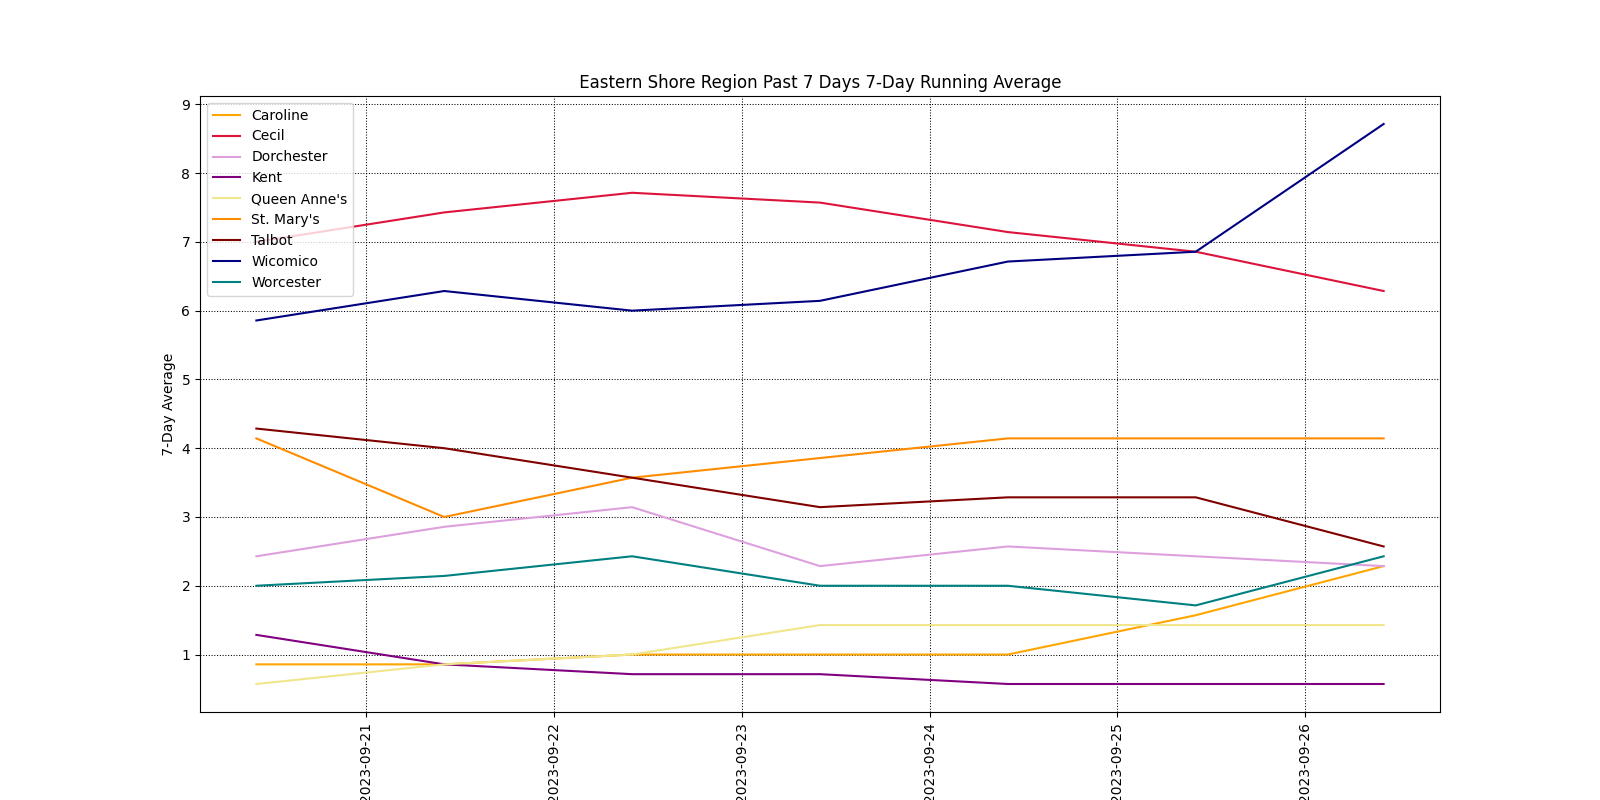 Eastern Shore Region Past 7 Days 7-Day Running Average
9
8
7
6
5
4
3
2
1
7-Day Average
Caroline
Cecil
Dorchester
Kent
Queen Anne's
St. Mary's
Talbot
Wicomico
Worcester
2023-09-21
2023-09-22
2023-09-23
2023-09-24
2023-09-25
2023-09-26